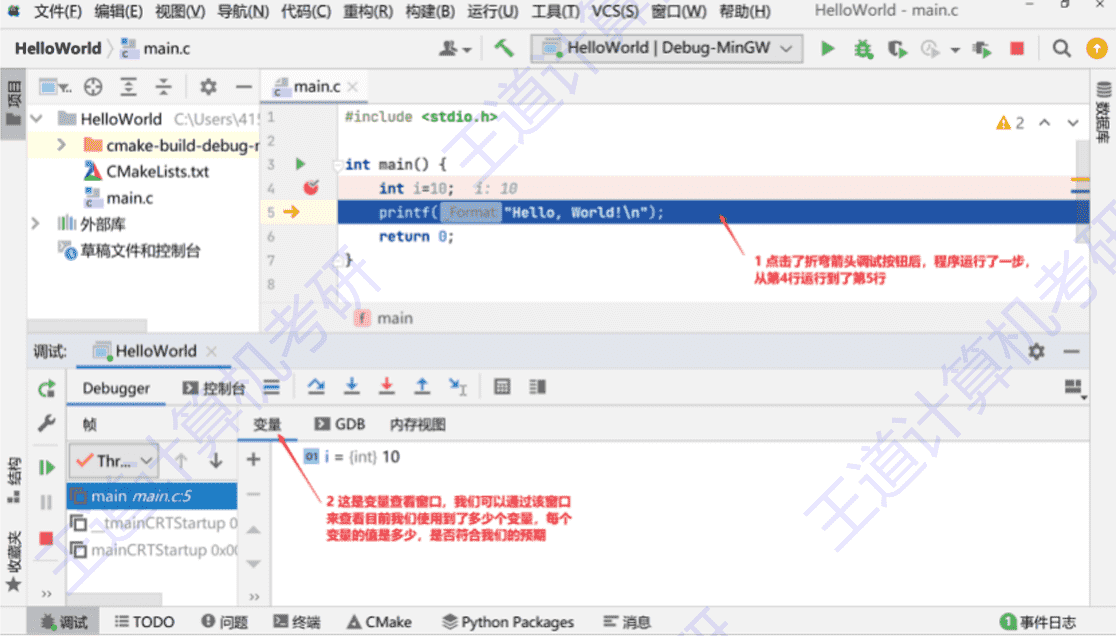 文件(F) 编辑(E) 视图(V) 导航(N) 代码(C) 重构(R) 构建(B) 运行(U) 工具(T) VCS(S) 窗口(W) 帮助(H) HelloWorld - main.c
HelloWorld main.c
HelloWorld | Debug-MinGW
项目
main.c
数据库
HelloWorld C:\Users\415
cmake-build-debug-
CMakeLists.txt
main.c
外部库
草稿文件和控制台
1 #include <stdio.h>
2
2
3 int main() {
4 int i=10; i: 10
5 printf( Format "Hello, World!\n");
6 return 0;
7 }
8
1 点击了折弯箭头调试按钮后，程序运行了一步，
从第4行运行到了第5行
f main
调试: HelloWorld
Debugger 控制台
帧 变量 GDB 内存视图
Thr...
01 i = {int} 10
main main.c:5
__tmainCRTStartup 0
mainCRTStartup 0x00
2 这是变量查看窗口，我们可以通过该窗口
来查看目前我们使用到了多少个变量，每个
变量的值是多少，是否符合我们的预期
结构
收藏夹
调试 TODO 问题 终端 CMake Python Packages 消息 1 事件日志
王道计算机考研
王道计算机考研